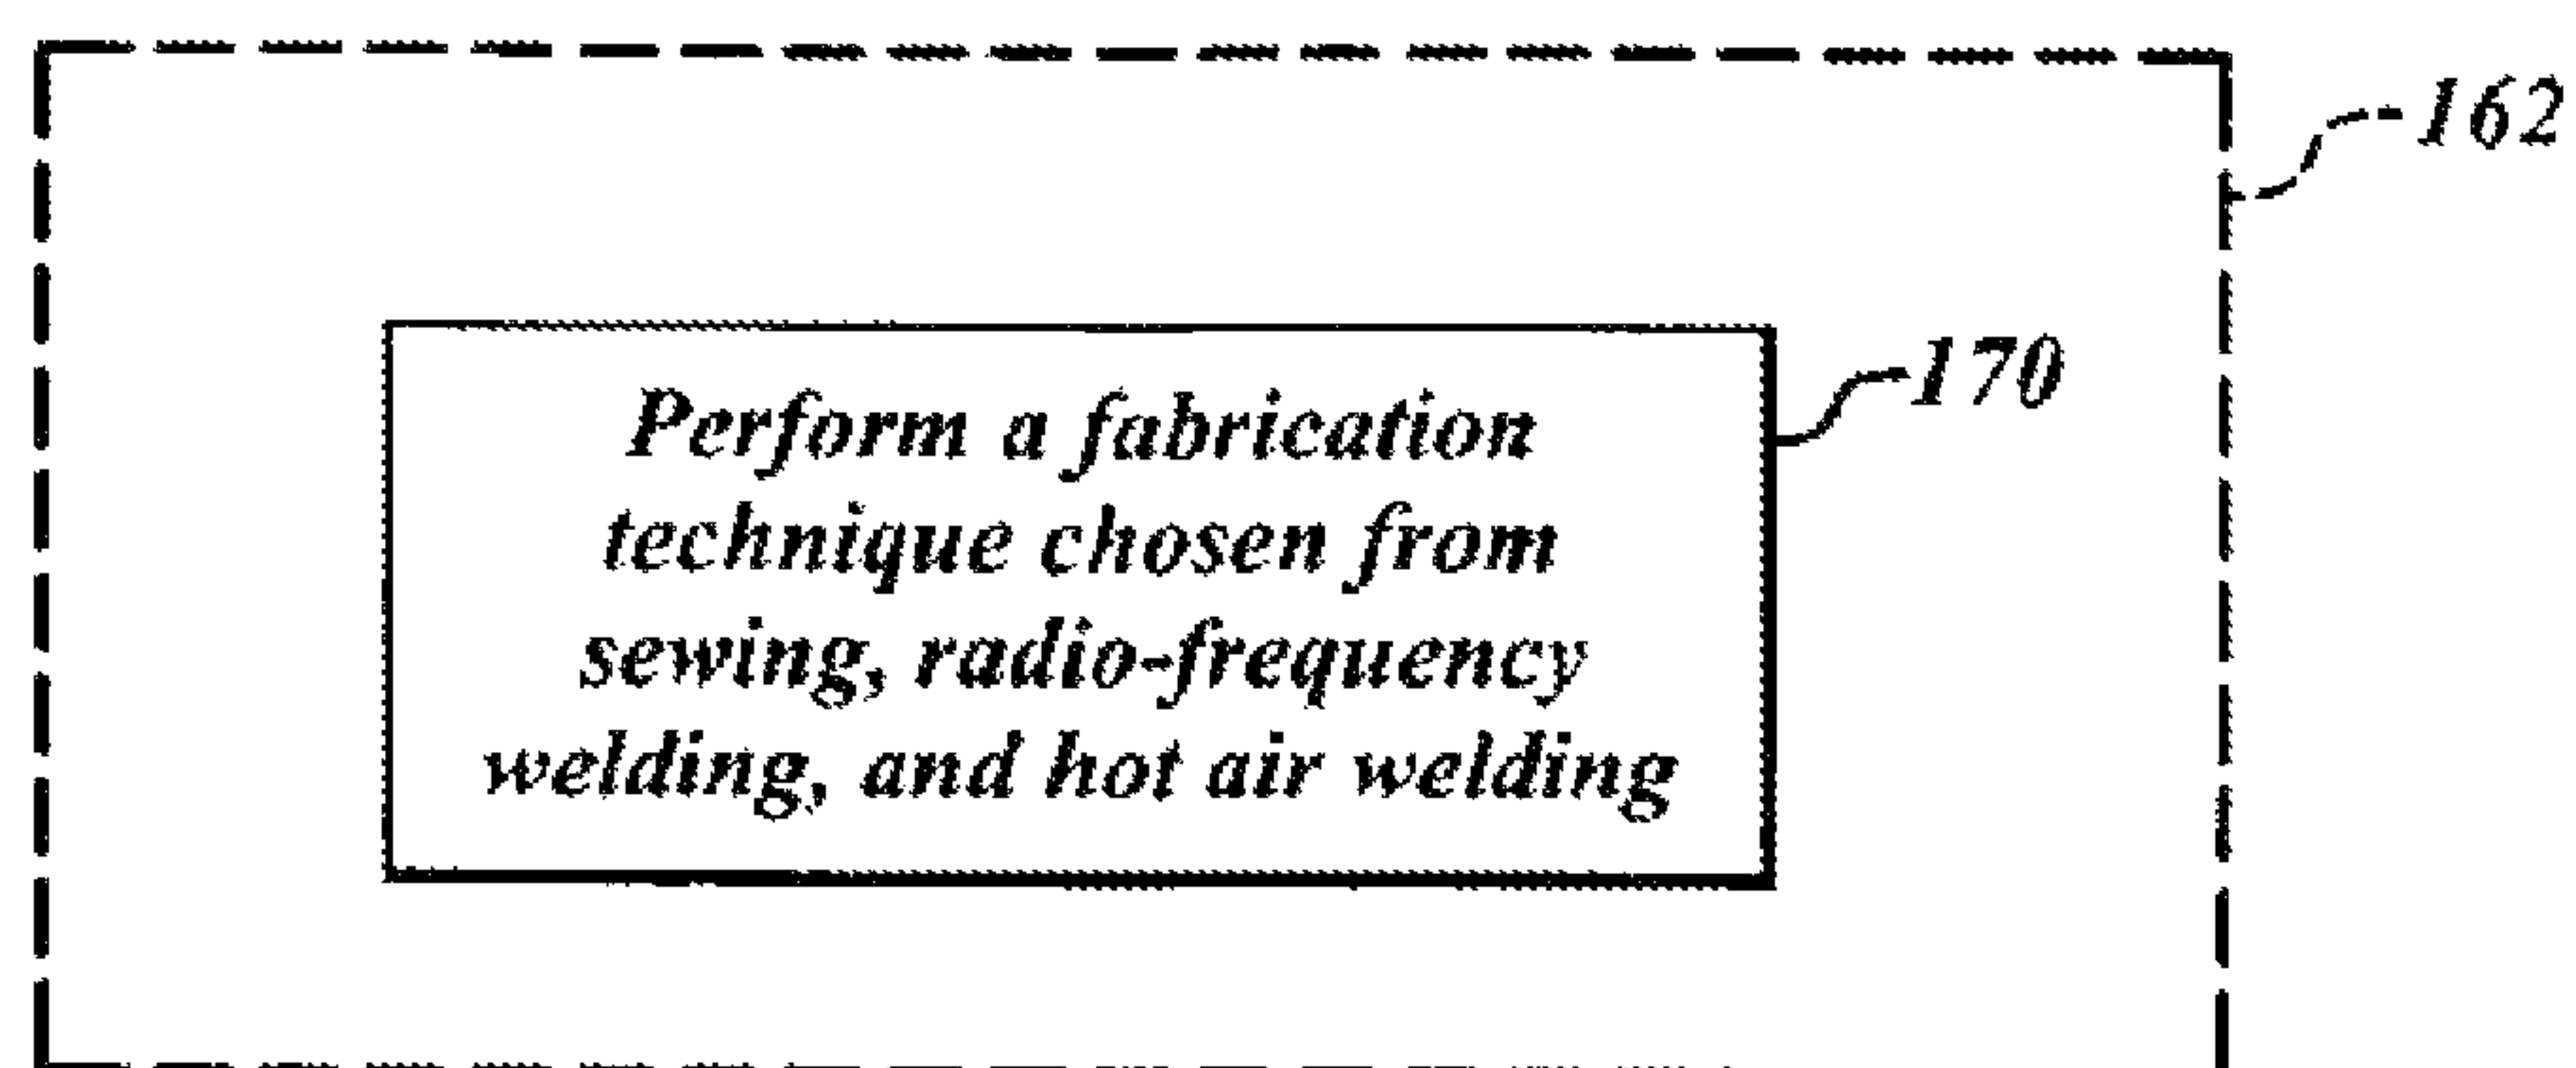 162
170
Perform a fabrication
technique chosen from
sewing, radio-frequency
welding, and hot air welding